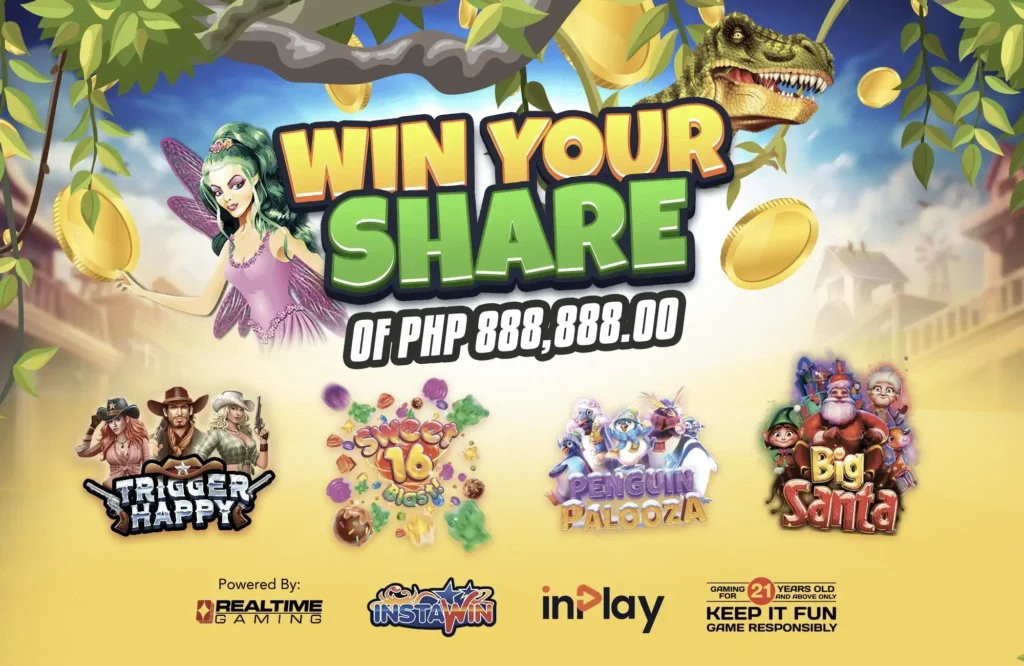 WIN YOUR
SHARE
OF PHP 888,888.00
TRIGGER
HAPPY
SWEET
16
Blast!
PENGUIN
PALOOZA
Big
Santa
Powered By:
REALTIME
GAMING
INSTAWIN
inPlay
GAMING
FOR
21
YEARS OLD
AND ABOVE ONLY
KEEP IT FUN
GAME RESPONSIBLY